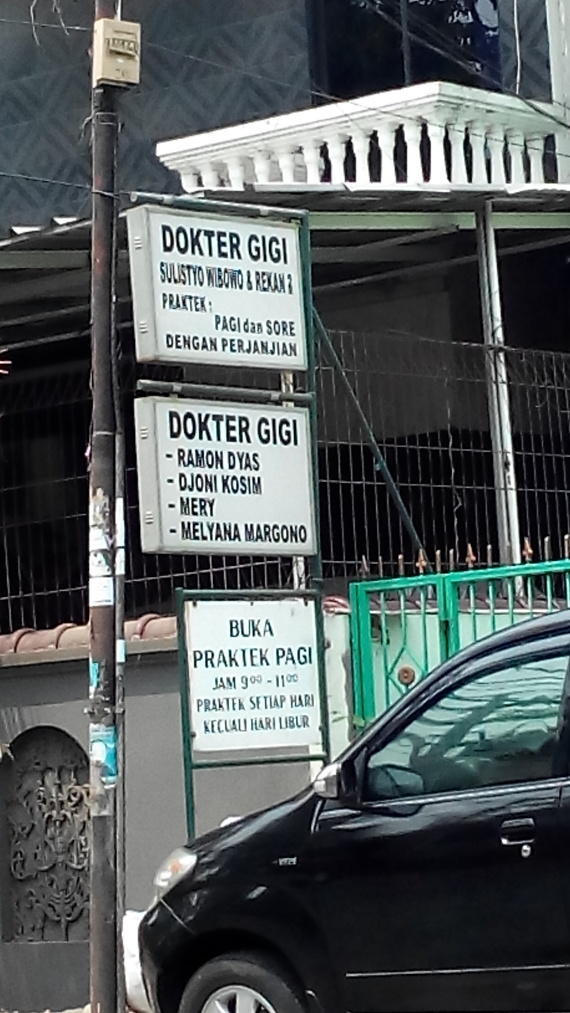 DOKTER GIGI
SULISTYO WIBOWO & REKAN 2
PRAKTEK :
PAGI dan SORE
DENGAN PERJANJIAN
DOKTER GIGI
- RAMON DYAS
- DJONI KOSIM
- MERY
- MELYANA MARGONO
BUKA
PRAKTEK PAGI
JAM 9⁰⁰ - 11⁰⁰
PRAKTEK SETIAP HARI
KECUALI HARI LIBUR